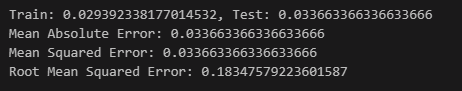 Train: 0.029392338177014532, Test: 0.033663366336633666
Mean Absolute Error: 0.033663366336633666
Mean Squared Error: 0.033663366336633666
Root Mean Squared Error: 0.18347579223601587